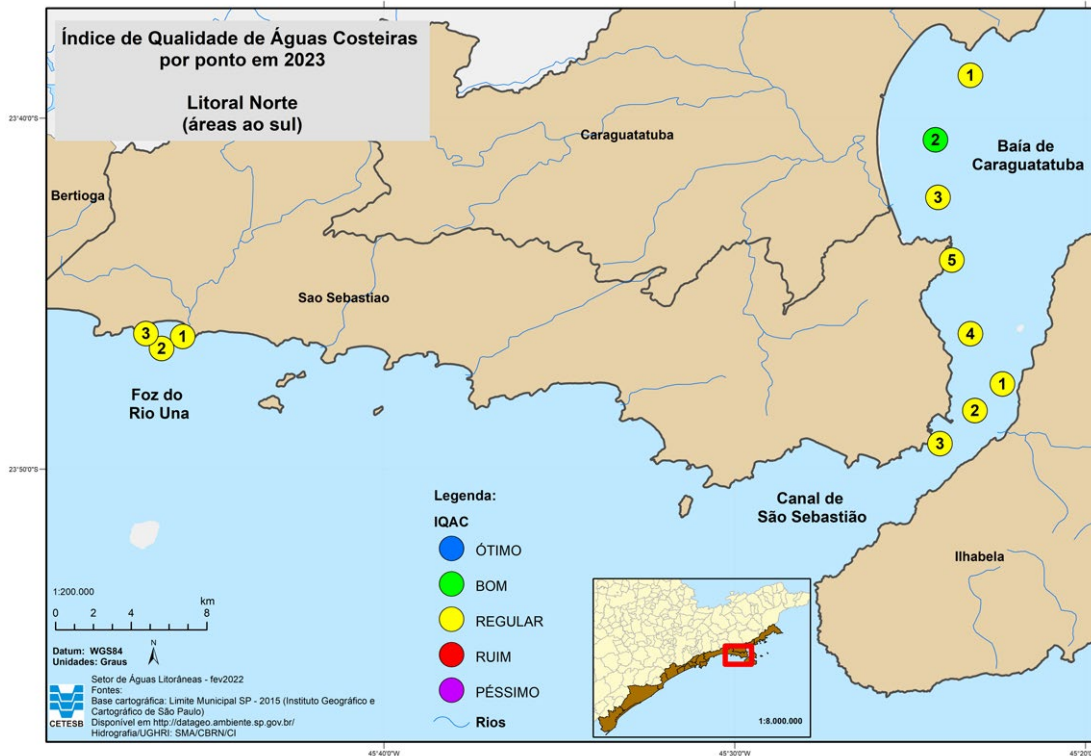 Índice de Qualidade de Águas Costeiras
por ponto em 2023
Litoral Norte
(áreas ao sul)
1
23°40'0"S
Caraguatatuba
2
Baía de
Caraguatatuba
Bertioga
3
5
Sao Sebastiao
3
1
2
4
Foz do
Rio Una
1
2
3
23°50'0"S
Canal de
São Sebastião
Ilhabela
Legenda:
IQAC
ÓTIMO
BOM
REGULAR
RUIM
PÉSSIMO
Rios
1:200.000
km
0 2 4 8
Datum: WGS84
Unidades: Graus
N
CETESB
Setor de Águas Litorâneas - fev2022
Fontes:
Base cartográfica: Limite Municipal SP - 2015 (Instituto Geográfico e
Cartográfico de São Paulo)
Disponível em http://datageo.ambiente.sp.gov.br/
Hidrografia/UGHRI: SMA/CBRN/CI
1:8.000.000
45°40'0"W
45°30'0"W
45°20'0"W